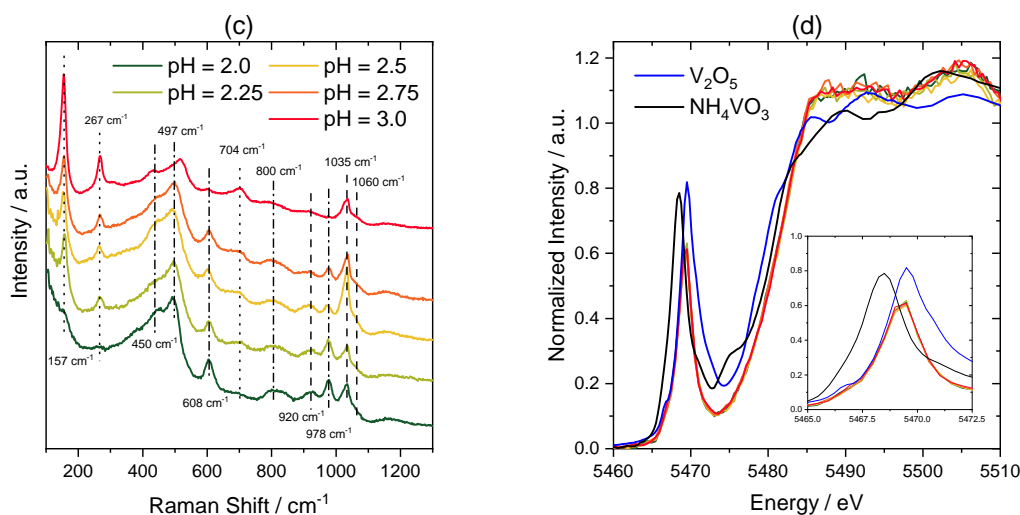 (c)
pH = 2.0
pH = 2.25
pH = 2.5
pH = 2.75
pH = 3.0
267 cm-1
497 cm-1
704 cm-1
800 cm-1
1035 cm-1
1060 cm-1
157 cm-1
450 cm-1
608 cm-1
920 cm-1
978 cm-1
Intensity / a.u.
200 400 600 800 1000 1200
Raman Shift / cm-1
(d)
V2O5
NH4VO3
Normalized Intensity / a.u.
1.2
1.0
0.8
0.6
0.4
0.2
0.0
1.0
0.8
0.6
0.4
0.2
0.0
5465.0 5467.5 5470.0 5472.5
5460 5470 5480 5490 5500 5510
Energy / eV